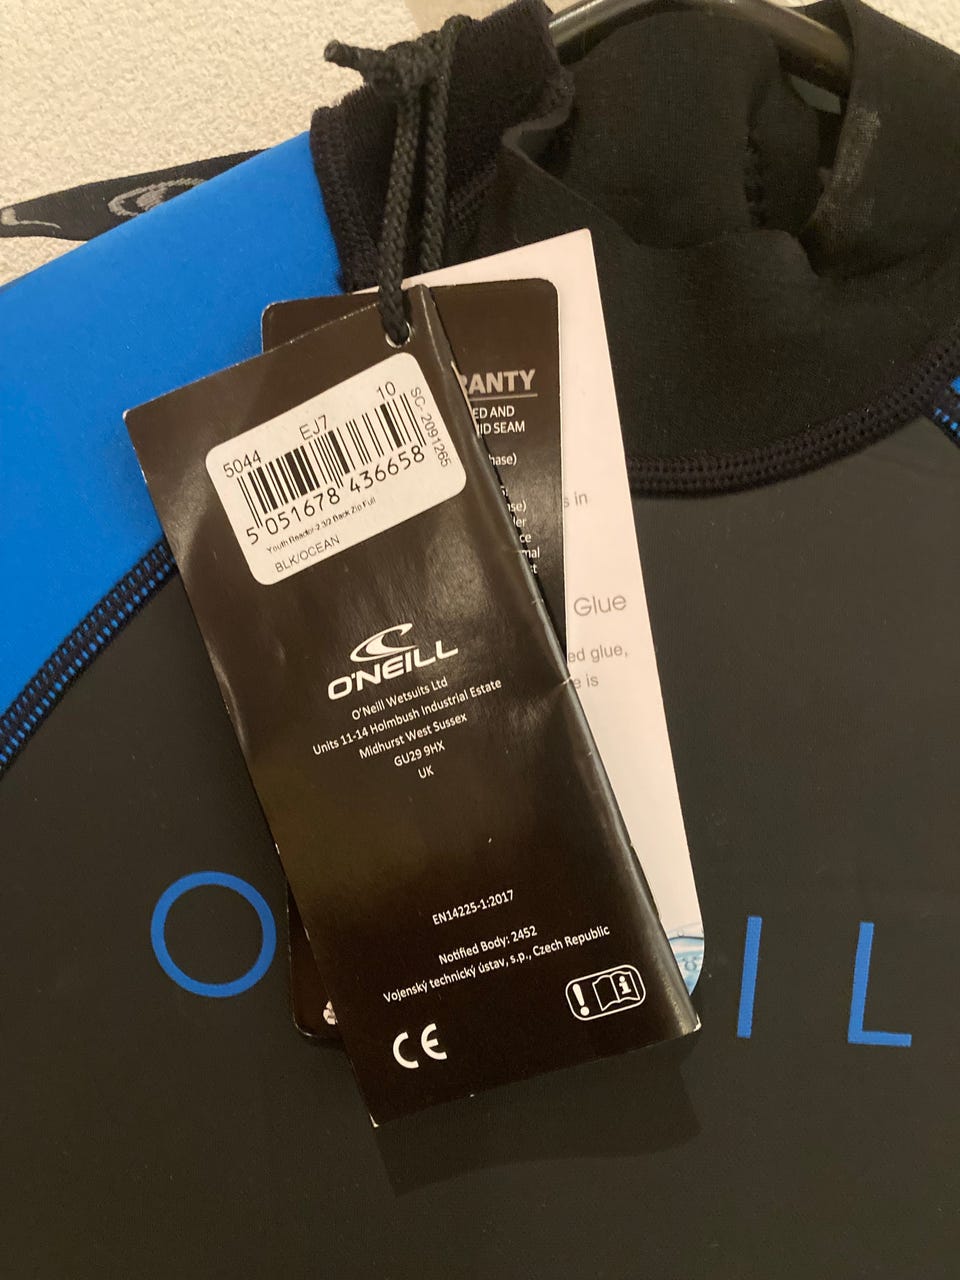 5044
EJ7
10
SC- 2091265
5 051678 436658
Youth Reactor-2 3/2 Back Zip Full
BLK/OCEAN
O'NEILL
O'Neill Wetsuits Ltd
Units 11-14 Holmbush Industrial Estate
Midhurst West Sussex
GU29 9HX
UK
EN14225-1:2017
Notified Body: 2452
Vojenský technický ústav, s.p., Czech Republic
CE
RANTY
ED AND
ID SEAM
hase)
se)
ler
ce
mal
st
s in
Glue
ed glue,
e is
O IL